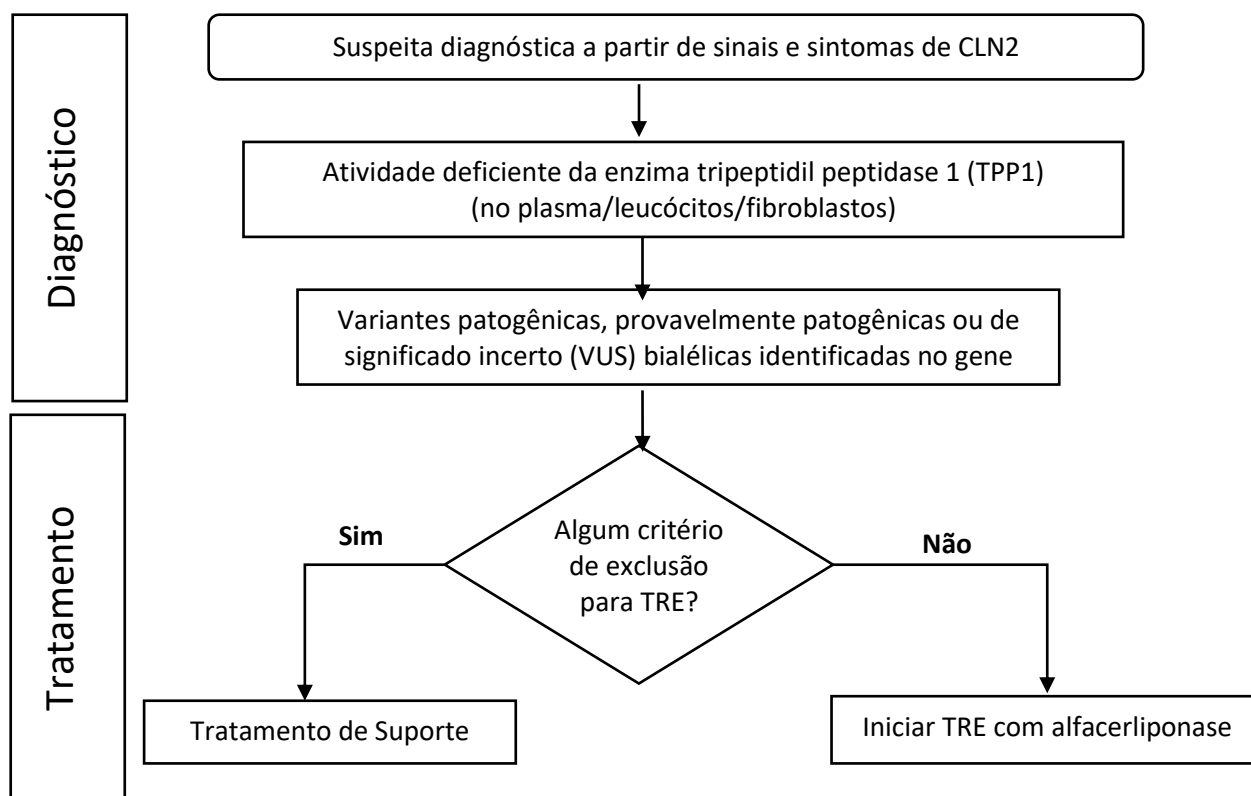 Diagnóstico
Suspeita diagnóstica a partir de sinais e sintomas de CLN2
Atividade deficiente da enzima tripeptidil peptidase 1 (TPP1)
(no plasma/leucócitos/fibroblastos)
Variantes patogênicas, provavelmente patogênicas ou de
significado incerto (VUS) bialélicas identificadas no gene
Tratamento
Algum critério
de exclusão
para TRE?
Sim
Não
Tratamento de Suporte
Iniciar TRE com alfacerliponase